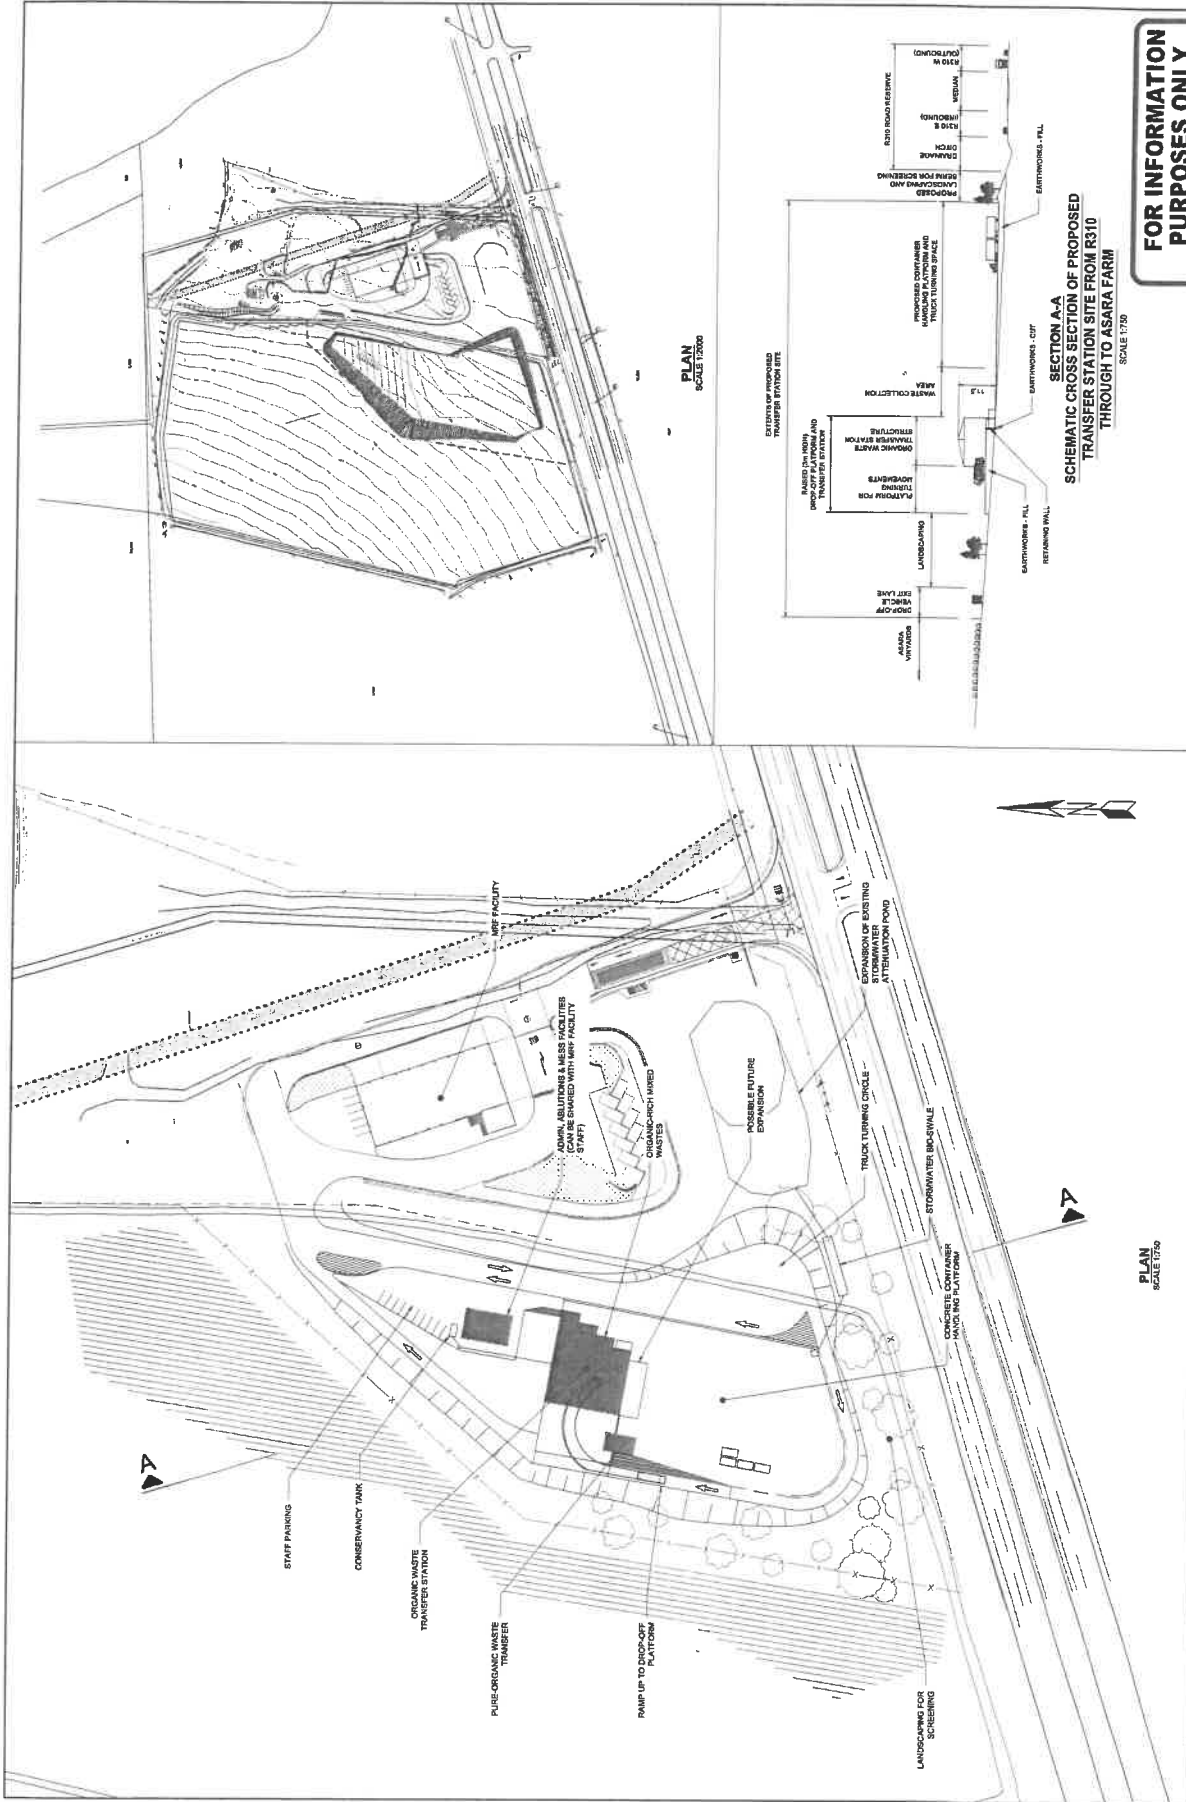 PLAN
SCALE 1:2000
FOR INFORMATION
PURPOSES ONLY
EXTENTS OF PROPOSED
TRANSFER STATION SITE
R310 ROAD RESERVE
RAISED (3m HIGH)
DROP-OFF PLATFORM AND
TRANSFER STATION
ASARA
VINYARDS
DROP-OFF
VEHICLE
EXIT LANE
LANDSCAPING
PLATFORM FOR
TURNING
MOVEMENTS
ORGANIC WASTE
TRANSFER STATION
STRUCTURE
WASTE COLLECTION
AREA
PROPOSED CONTAINER
HANDLING PLATFORM AND
TRUCK TURNING SPACE
PROPOSED
LANDSCAPING AND
BERM FOR SCREENING
DRAINAGE
DITCH
R310 E
(INBOUND)
MEDIAN
R310 W
(OUTBOUND)
11,5
EARTHWORKS - FILL
RETAINING WALL
EARTHWORKS - CUT
EARTHWORKS - FILL
SECTION A-A
SCHEMATIC CROSS SECTION OF PROPOSED
TRANSFER STATION SITE FROM R310
THROUGH TO ASARA FARM
SCALE 1:750
MRF FACILITY
ADMIN, ABLUTIONS & MESS FACILITIES
(CAN BE SHARED WITH MRF FACILITY
STAFF)
ORGANIC-RICH MIXED
WASTES
POSSIBLE FUTURE
EXPANSION
EXPANSION OF EXISTING
STORMWATER
ATTENUATION POND
TRUCK TURNING CIRCLE
STORMWATER BIO-SWALE
CONCRETE CONTAINER
HANDLING PLATFORM
A
A
STAFF PARKING
CONSERVANCY TANK
ORGANIC WASTE
TRANSFER STATION
PURE-ORGANIC WASTE
TRANSFER
RAMP UP TO DROP-OFF
PLATFORM
LANDSCAPING FOR
SCREENING
N
PLAN
SCALE 1:750